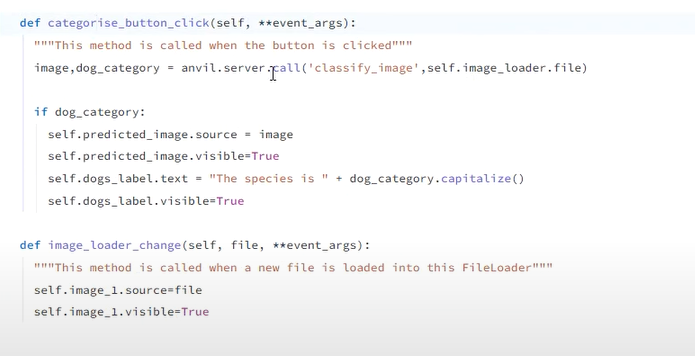 def categorise_button_click(self, **event_args):
"""This method is called when the button is clicked"""
image,dog_category = anvil.server.call('classify_image',self.image_loader.file)
if dog_category:
self.predicted_image.source = image
self.predicted_image.visible=True
self.dogs_label.text = "The species is " + dog_category.capitalize()
self.dogs_label.visible=True
def image_loader_change(self, file, **event_args):
"""This method is called when a new file is loaded into this FileLoader"""
self.image_1.source=file
self.image_1.visible=True